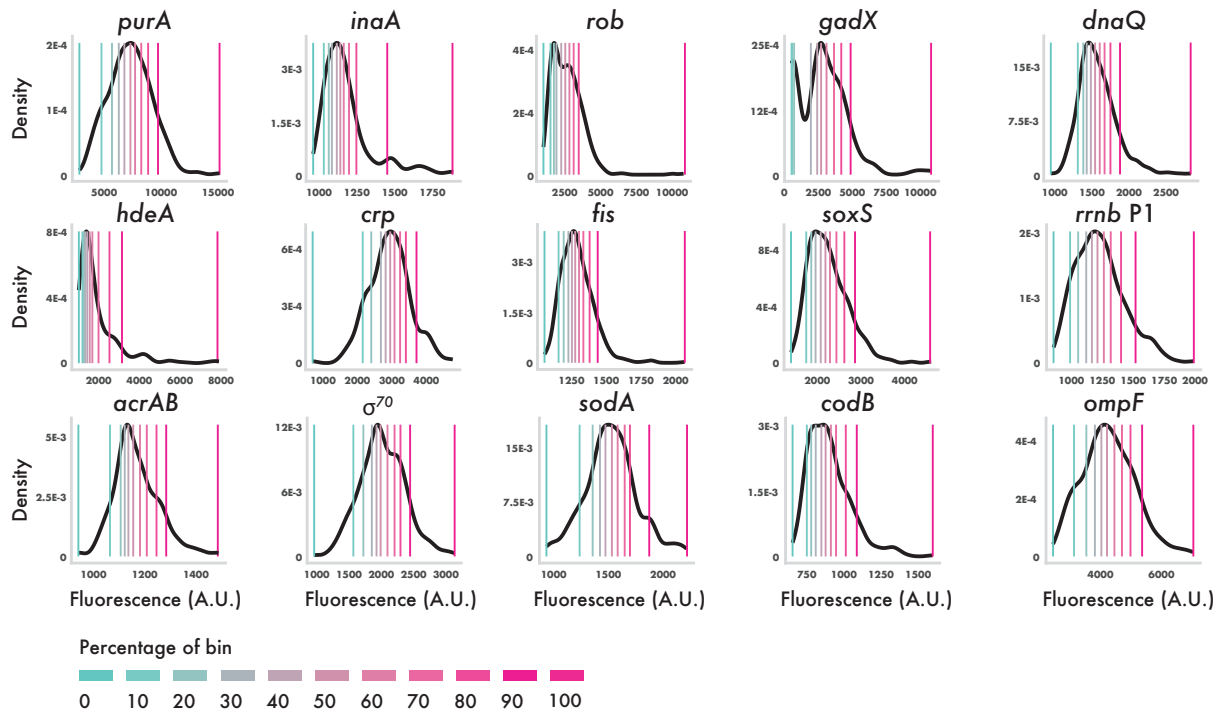 purA inaA rob gadX dnaQ
2E-4 3E-3 4E-4 25E-4 15E-3
Density 1E-4 1.5E-3 2E-4 12E-4 7.5E-3
0 0 0 0 0
5000 10000 15000 1000 1250 1500 1750 2500 5000 7500 10000 0 2500 5000 7500 10000 1000 1500 2000 2500
hdeA crp fis soxS rrnb P1
8E-4 6E-4 3E-3 9E-4 2E-3
Density 4E-4 3E-4 1.5E-3 4E-4 1E-3
0 0 0 0 0
2000 4000 6000 8000 1000 2000 3000 4000 1250 1500 1750 2000 2000 3000 4000 1000 1250 1500 1750 2000
acrAB σ70 sodA codB ompF
5E-3 12E-3 15E-3 3E-3 4E-4
Density 2.5E-3 6E-3 7.5E-3 1.5E-3 2E-4
0 0 0 0 0
1000 1200 1400 1000 1500 2000 2500 3000 1000 1500 2000 750 1000 1250 1500 4000 6000
Fluorescence (A.U.) Fluorescence (A.U.) Fluorescence (A.U.) Fluorescence (A.U.) Fluorescence (A.U.)
Percentage of bin
0 10 20 30 40 50 60 70 80 90 100